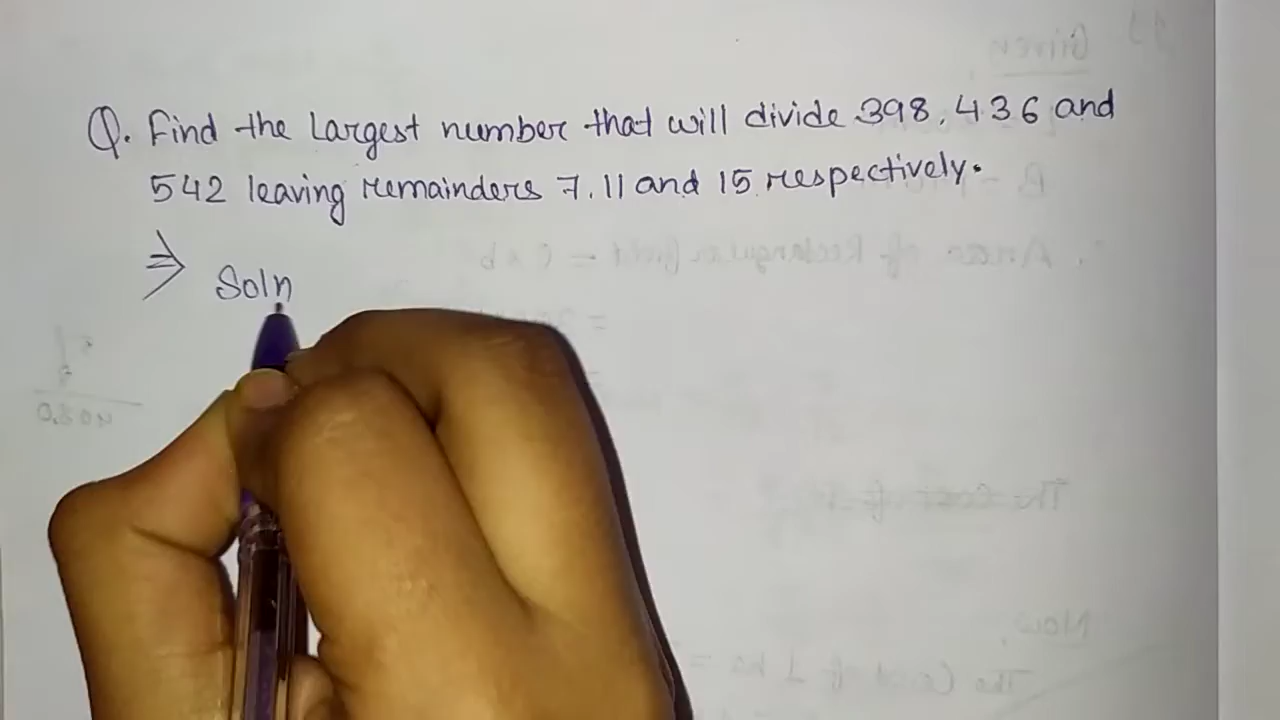 Q. Find the largest number that will divide 398, 436 and
542 leaving remainders 7, 11 and 15 respectively.
⇒ Soln